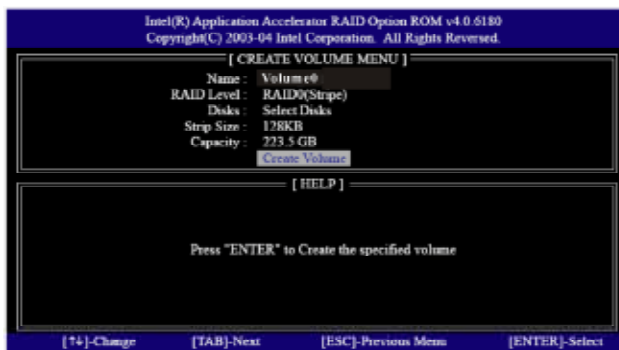 Intel(R) Application Accelerator RAID Option ROM v4.0.6180
Copyright(C) 2003-04 Intel Corporation. All Rights Reversed.
[ CREATE VOLUME MENU ]
Name : Volume0
RAID Level : RAID0(Stripe)
Disks : Select Disks
Strip Size : 128KB
Capacity : 223.5 GB
Create Volume
[ HELP ]
Press "ENTER" to Create the specified volume
[↑↓]-Change [TAB]-Next [ESC]-Previous Menu [ENTER]-Select